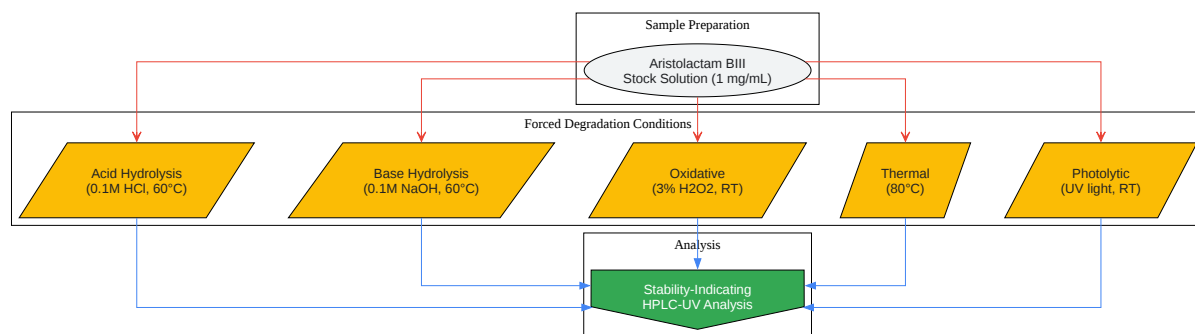 Sample Preparation
Aristolactam BIII
Stock Solution (1 mg/mL)
Forced Degradation Conditions
Acid Hydrolysis
(0.1M HCl, 60°C)
Base Hydrolysis
(0.1M NaOH, 60°C)
Oxidative
(3% H2O2, RT)
Thermal
(80°C)
Photolytic
(UV light, RT)
Analysis
Stability-Indicating
HPLC-UV Analysis